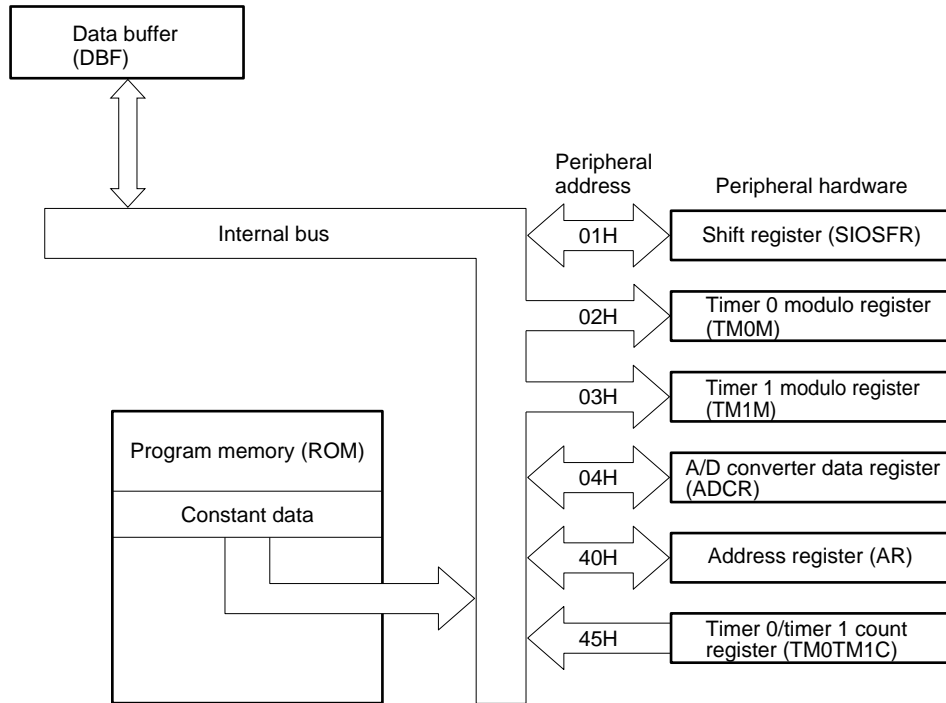 Data buffer
(DBF)
Peripheral
address
Peripheral hardware
Internal bus
01H
Shift register (SIOSFR)
02H
Timer 0 modulo register
(TM0M)
03H
Timer 1 modulo register
(TM1M)
Program memory (ROM)
04H
A/D converter data register
(ADCR)
Constant data
40H
Address register (AR)
45H
Timer 0/timer 1 count
register (TM0TM1C)